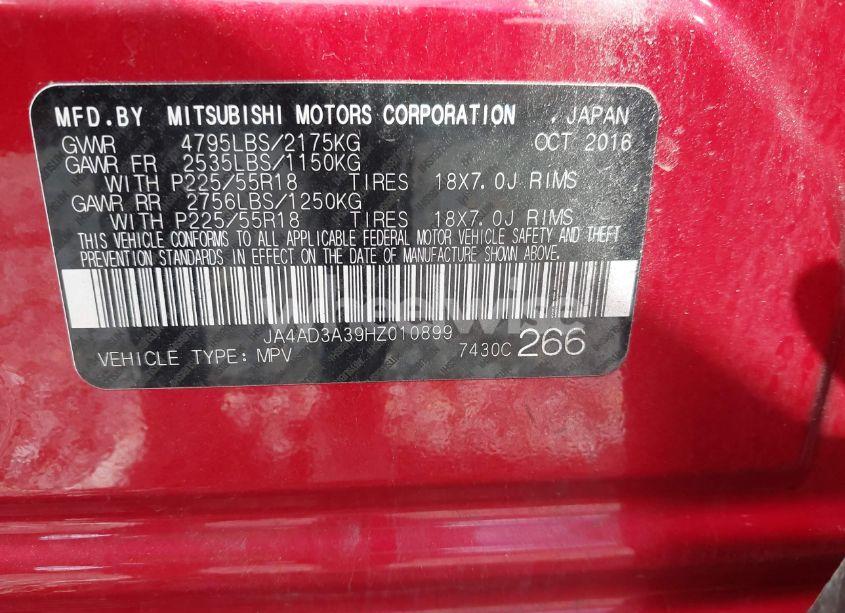 MFD.BY MITSUBISHI MOTORS CORPORATION . JAPAN
GVWR 4795LBS/2175KG OCT 2016
GAWR FR 2535LBS/1150KG
WITH P225/55R18 TIRES 18X7.0J RIMS
GAWR RR 2756LBS/1250KG
WITH P225/55R18 TIRES 18X7.0J RIMS
THIS VEHICLE CONFORMS TO ALL APPLICABLE FEDERAL MOTOR VEHICLE SAFETY AND THEFT
PREVENTION STANDARDS IN EFFECT ON THE DATE OF MANUFACTURE SHOWN ABOVE.
JA4AD3A39HZ010899
VEHICLE TYPE: MPV 7430C 266